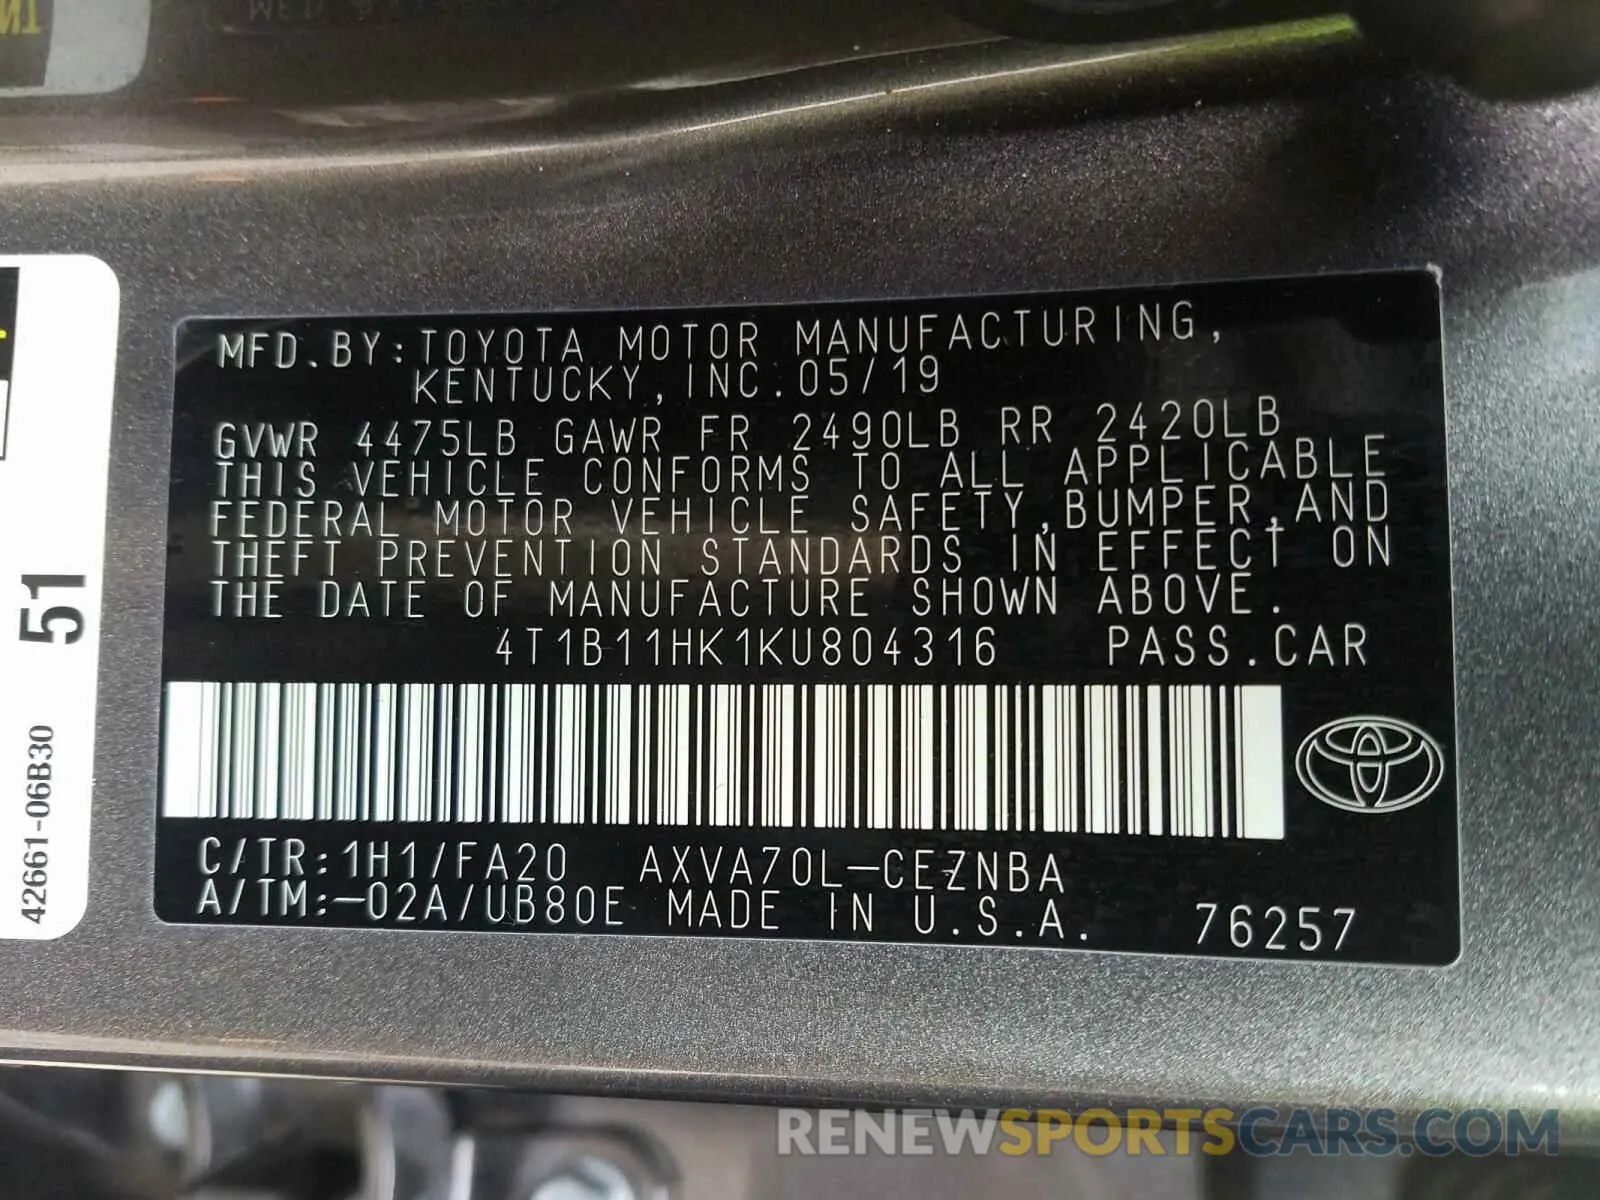 MFD.BY:TOYOTA MOTOR MANUFACTURING,
KENTUCKY,INC.05/19
GVWR 4475LB GAWR FR 2490LB RR 2420LB
THIS VEHICLE CONFORMS TO ALL APPLICABLE
FEDERAL MOTOR VEHICLE SAFETY,BUMPER,AND
THEFT PREVENTION STANDARDS IN EFFECT ON
THE DATE OF MANUFACTURE SHOWN ABOVE.
4T1B11HK1KU804316 PASS.CAR
C/TR:1H1/FA20 AXVA70L-CEZNBA
A/TM:-02A/UB80E MADE IN U.S.A. 76257
51
42661-06B30
RENEWSPORTSCARS.COM